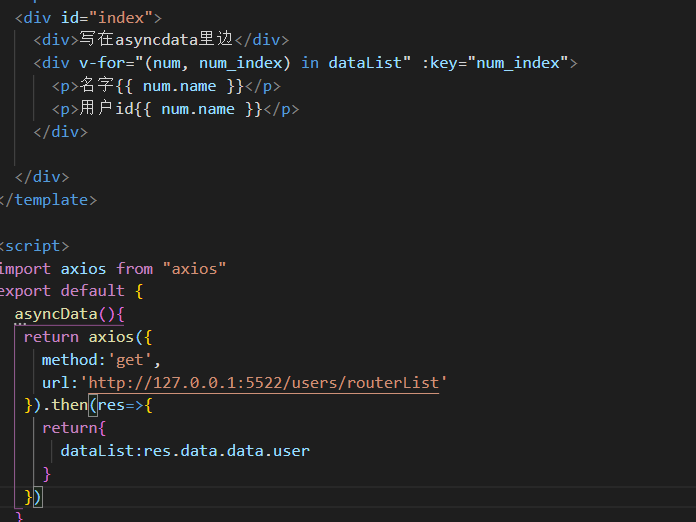 <div id="index">
<div>写在asyncdata里边</div>
<div v-for="(num, num_index) in dataList" :key="num_index">
<p>名字{{ num.name }}</p>
<p>用户id{{ num.name }}</p>
</div>
</div>
</template>
<script>
import axios from "axios"
export default {
asyncData(){
return axios({
method:'get',
url:'http://127.0.0.1:5522/users/routerList'
}).then(res=>{
return{
dataList:res.data.data.user
}
})
}